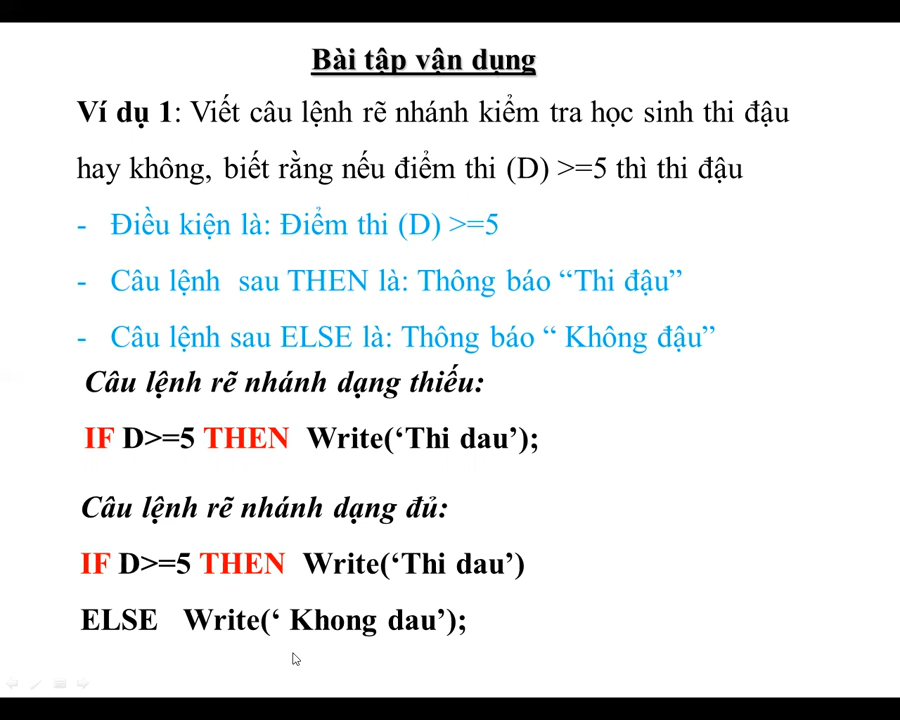 Bài tập vận dụng
Ví dụ 1: Viết câu lệnh rẽ nhánh kiểm tra học sinh thi đậu
hay không, biết rằng nếu điểm thi (D) >=5 thì thi đậu
- Điều kiện là: Điểm thi (D) >=5
- Câu lệnh sau THEN là: Thông báo “Thi đậu”
- Câu lệnh sau ELSE là: Thông báo “ Không đậu”
Câu lệnh rẽ nhánh dạng thiếu:
IF D>=5 THEN Write(‘Thi dau’);
Câu lệnh rẽ nhánh dạng đủ:
IF D>=5 THEN Write(‘Thi dau’)
ELSE Write(‘ Khong dau’);